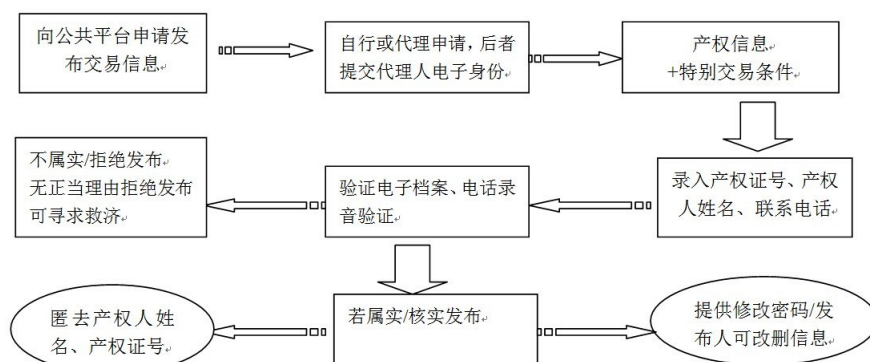 向公共平台申请发
布交易信息
自行或代理申请，后者
提交代理人电子身份
产权信息
+特别交易条件
录入产权证号、产权
人姓名、联系电话
验证电子档案、电话录
音验证
不属实/拒绝发布
无正当理由拒绝发布
可寻求救济
若属实/核实发布
匿去产权人姓
名、产权证号
提供修改密码/发
布人可改删信息